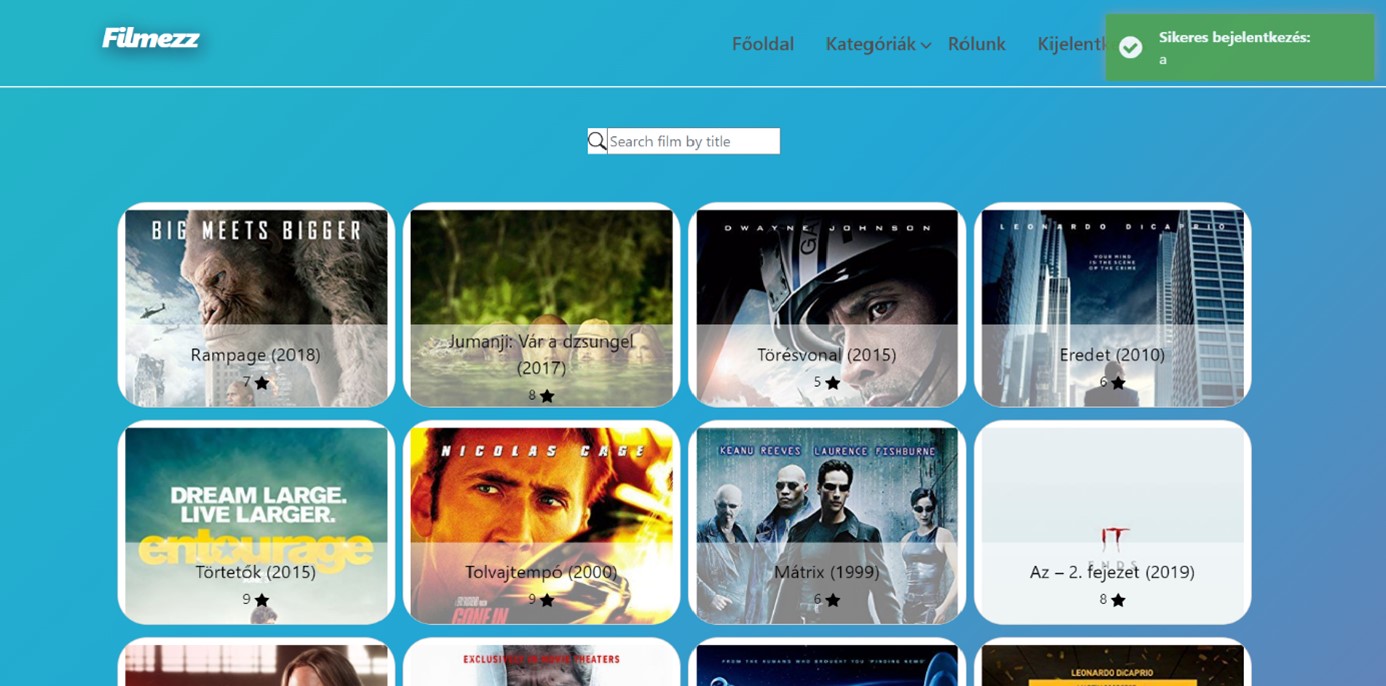 Filmezz
Főoldal
Kategóriák
Rólunk
Kijelentk
Sikeres bejelentkezés:
a
Search film by title
BIG MEETS BIGGER
Rampage (2018)
7
Jumanji: Vár a dzsungel
(2017)
8
DWAYNE JOHNSON
Törésvonal (2015)
5
LEONARDO DICAPRIO
YOUR MIND
IS THE SCENE
OF THE CRIME
Eredet (2010)
6
DREAM LARGE.
LIVE LARGER.
entourage
Törtetők (2015)
9
NICOLAS CAGE
Tolvajtempó (2000)
GONE IN
9
KEANU REEVES LAURENCE FISHBURNE
Mátrix (1999)
6
IT
ENDS
Az – 2. fejezet (2019)
8
EXCLUSIVELY IN MOVIE THEATERS
FROM THE HUMANS WHO BROUGHT YOU "FINDING NEMO"
LEONARDO DiCAPRIO